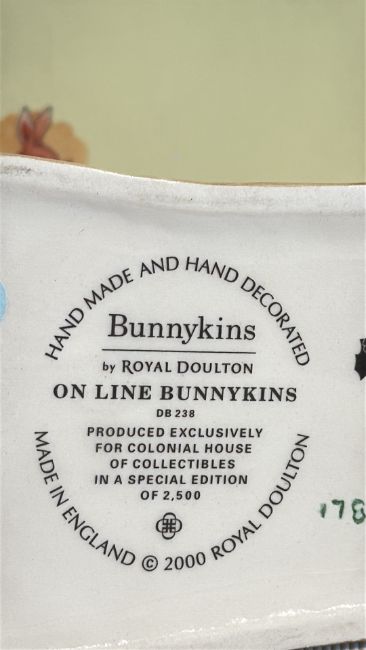 HAND MADE AND HAND DECORATED
Bunnykins
by ROYAL DOULTON
ON LINE BUNNYKINS
DB 238
PRODUCED EXCLUSIVELY
FOR COLONIAL HOUSE
OF COLLECTIBLES
IN A SPECIAL EDITION
OF 2,500
MADE IN ENGLAND © 2000 ROYAL DOULTON
178